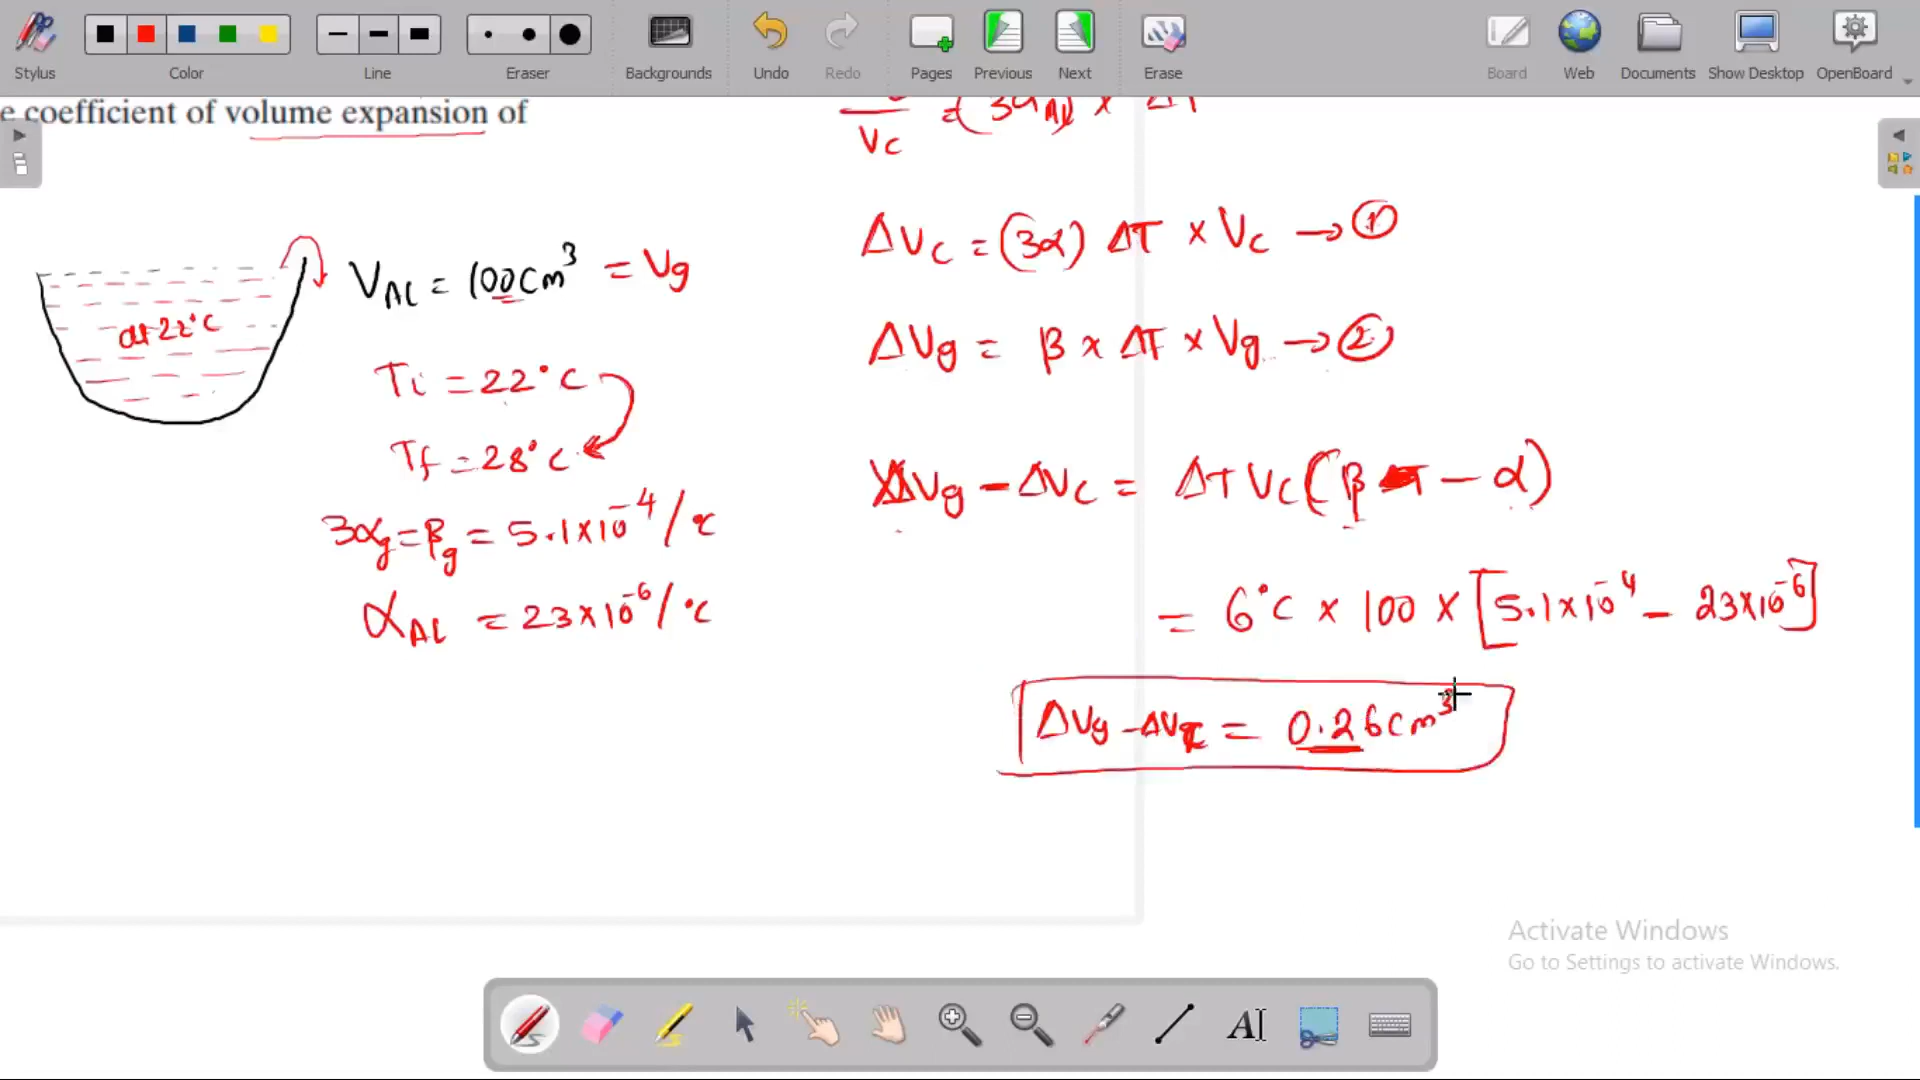 Stylus Color Line Eraser Backgrounds Undo Redo Pages Previous Next Erase Board Web Documents Show Desktop OpenBoard
e coefficient of volume expansion of
Vc = (3αAl) × ΔT
at 22°C
VAl = 100cm³ = Vg
Ti = 22°C
Tf = 28°C
3αg = βg = 5.1×10⁻⁴/°C
αAl = 23×10⁻⁶/°C
ΔVc = (3α) ΔT × Vc → ①
ΔVg = β × ΔT × Vg → ②
ΔVg - ΔVc = ΔT Vc (β - α)
= 6°C × 100 × [5.1×10⁻⁴ - 23×10⁻⁶]
ΔVg - ΔVc = 0.26cm³
Activate Windows
Go to Settings to activate Windows.
AI